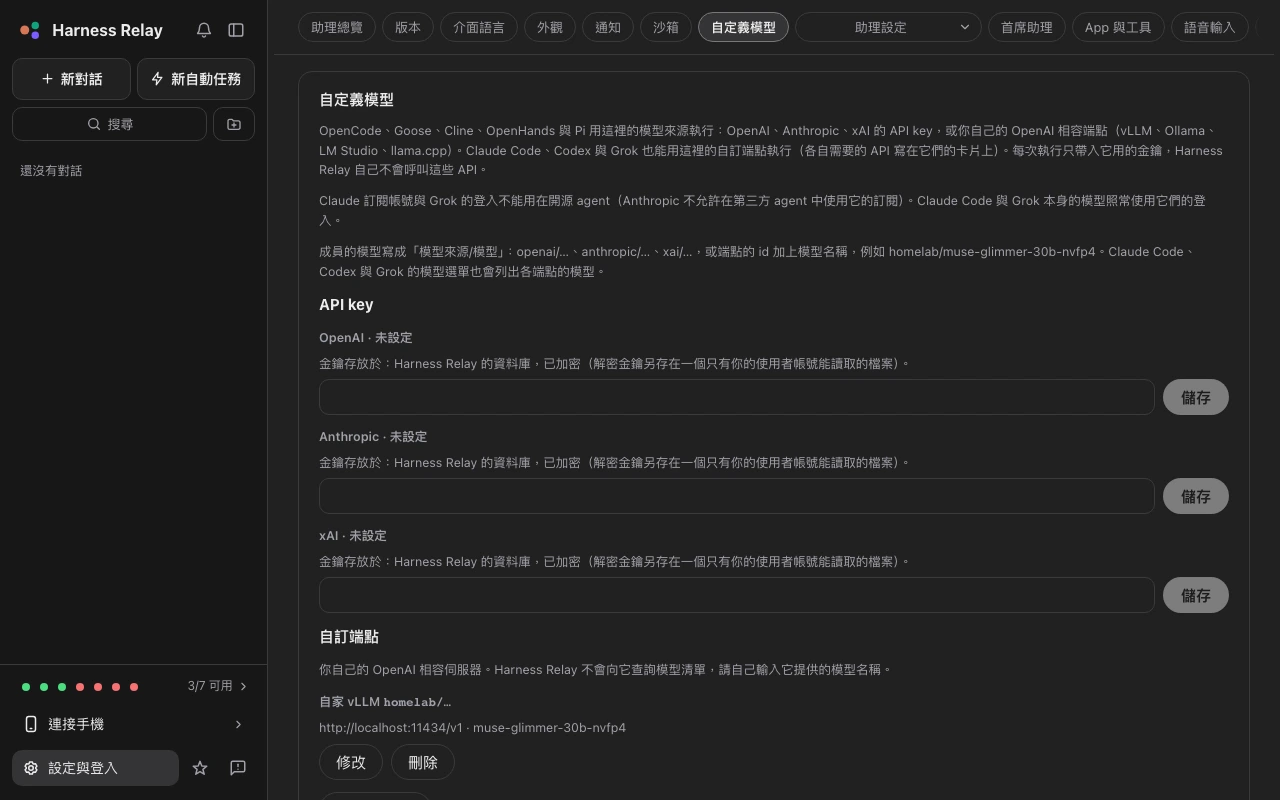 Harness Relay
新對話
新自動任務
搜尋
還沒有對話
3/7 可用
連接手機
設定與登入
助理總覽
版本
介面語言
外觀
通知
沙箱
自定義模型
助理設定
首席助理
App 與工具
語音輸入
自定義模型
OpenCode、Goose、Cline、OpenHands 與 Pi 用這裡的模型來源執行：OpenAI、Anthropic、xAI 的 API key，或你自己的 OpenAI 相容端點（vLLM、Ollama、
LM Studio、llama.cpp）。Claude Code、Codex 與 Grok 也能用這裡的自訂端點執行（各自需要的 API 寫在它們的卡片上）。每次執行只帶入它用的金鑰，Harness
Relay 自己不會呼叫這些 API。
Claude 訂閱帳號與 Grok 的登入不能用在開源 agent（Anthropic 不允許在第三方 agent 中使用它的訂閱）。Claude Code 與 Grok 本身的模型照常使用它們的登
入。
成員的模型寫成「模型來源/模型」：openai/…、anthropic/…、xai/…，或端點的 id 加上模型名稱，例如 homelab/muse-glimmer-30b-nvfp4。Claude Code、
Codex 與 Grok 的模型選單也會列出各端點的模型。
API key
OpenAI · 未設定
金鑰存放於：Harness Relay 的資料庫，已加密（解密金鑰另存在一個只有你的使用者帳號能讀取的檔案）。
儲存
Anthropic · 未設定
金鑰存放於：Harness Relay 的資料庫，已加密（解密金鑰另存在一個只有你的使用者帳號能讀取的檔案）。
儲存
xAI · 未設定
金鑰存放於：Harness Relay 的資料庫，已加密（解密金鑰另存在一個只有你的使用者帳號能讀取的檔案）。
儲存
自訂端點
你自己的 OpenAI 相容伺服器。Harness Relay 不會向它查詢模型清單，請自己輸入它提供的模型名稱。
自家 vLLM homelab/…
http://localhost:11434/v1 · muse-glimmer-30b-nvfp4
修改
刪除